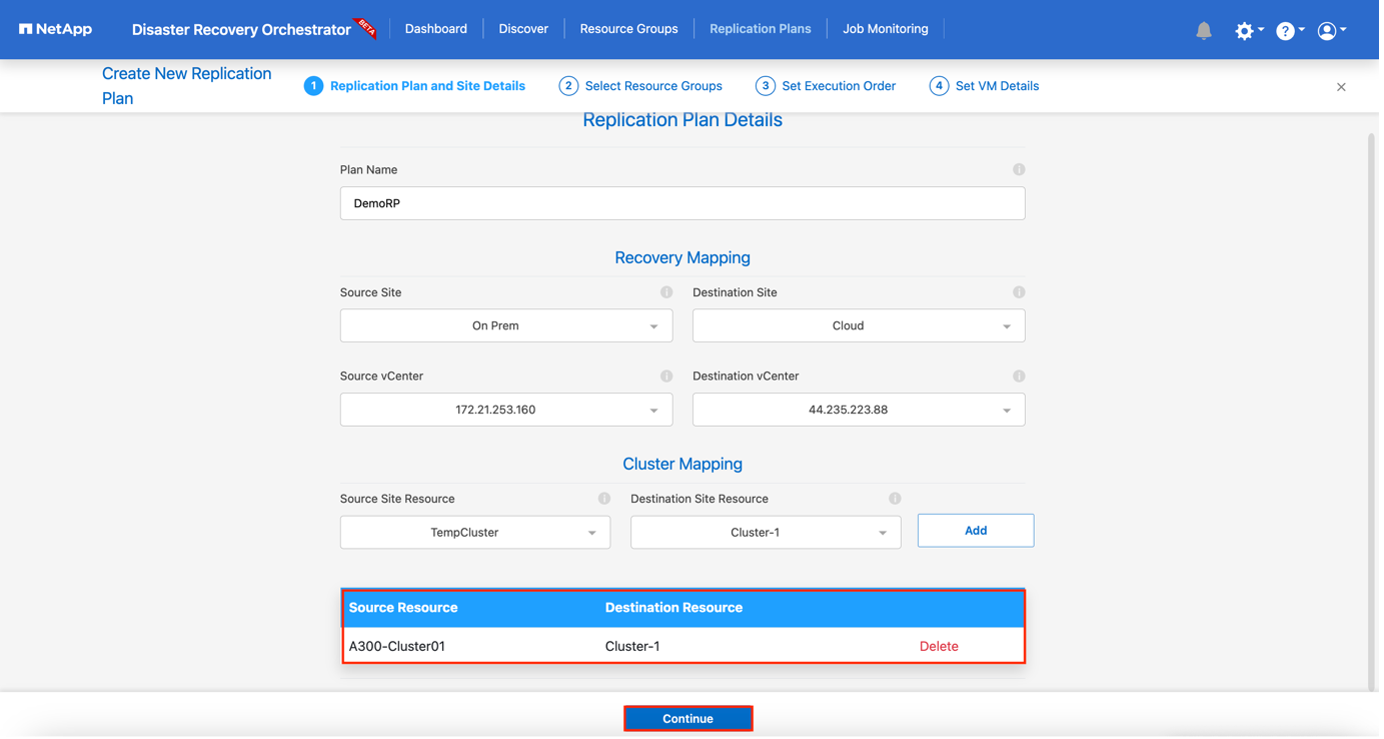 NetApp
Disaster Recovery Orchestrator BETA
Dashboard
Discover
Resource Groups
Replication Plans
Job Monitoring
Create New Replication
Plan
1 Replication Plan and Site Details
2 Select Resource Groups
3 Set Execution Order
4 Set VM Details
Replication Plan Details
Plan Name
DemoRP
Recovery Mapping
Source Site
Destination Site
On Prem
Cloud
Source vCenter
Destination vCenter
172.21.253.160
44.235.223.88
Cluster Mapping
Source Site Resource
Destination Site Resource
TempCluster
Cluster-1
Add
Source Resource
Destination Resource
A300-Cluster01
Cluster-1
Delete
Continue